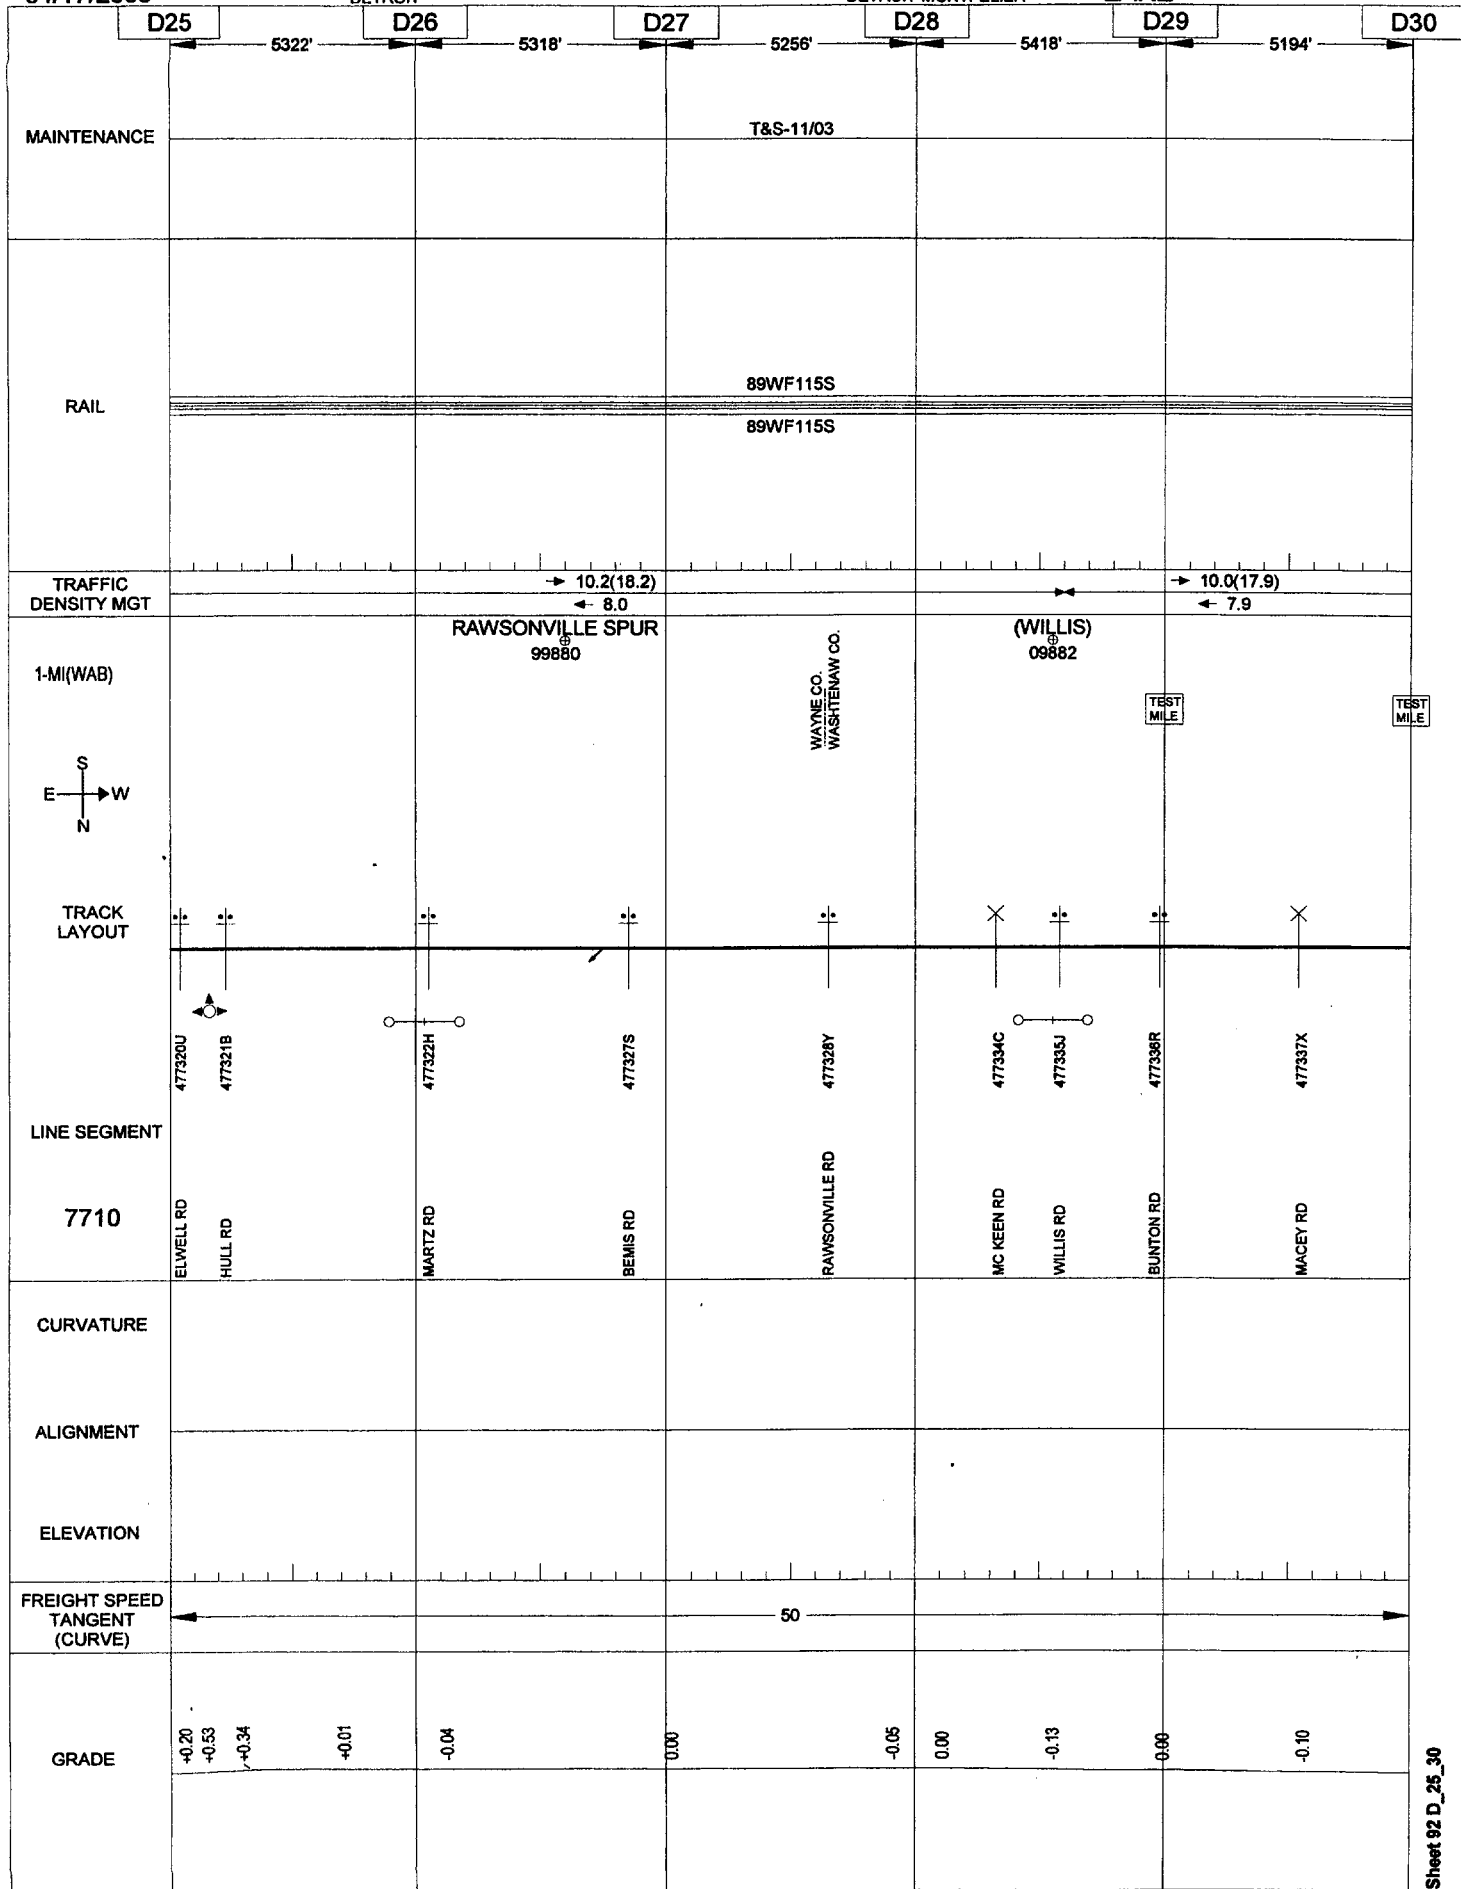 D25 D26 D27 D28 D29 D30
5322' 5318' 5256' 5418' 5194'
MAINTENANCE
T&S-11/03
RAIL
89WF115S
89WF115S
TRAFFIC
DENSITY MGT
10.2(18.2)
8.0
10.0(17.9)
7.9
RAWSONVILLE SPUR
99880
(WILLIS)
09882
1-MI(WAB)
WAYNE CO.
WASHTENAW CO.
TEST
MILE
TEST
MILE
S
E W
N
TRACK
LAYOUT
477320U
477321B
477322H
477327S
477328Y
477334C
477335J
477336R
477337X
LINE SEGMENT
7710
ELWELL RD
HULL RD
MARTZ RD
BEMIS RD
RAWSONVILLE RD
MC KEEN RD
WILLIS RD
BUNTON RD
MACEY RD
CURVATURE
ALIGNMENT
ELEVATION
FREIGHT SPEED
TANGENT
(CURVE)
50
GRADE
+0.20
+0.53
+0.34
+0.01
-0.04
0.00
-0.05
0.00
-0.13
0.00
-0.10
Sheet 92 D_25_30